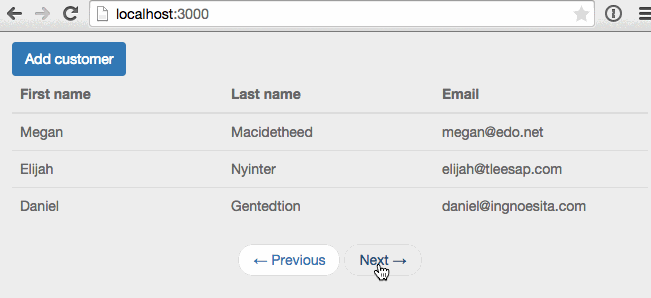 localhost:3000
Add customer
First name Last name Email
Megan Macidetheed megan@edo.net
Elijah Nyinter elijah@tleesap.com
Daniel Gentedtion daniel@ingnoesita.com
← Previous Next →